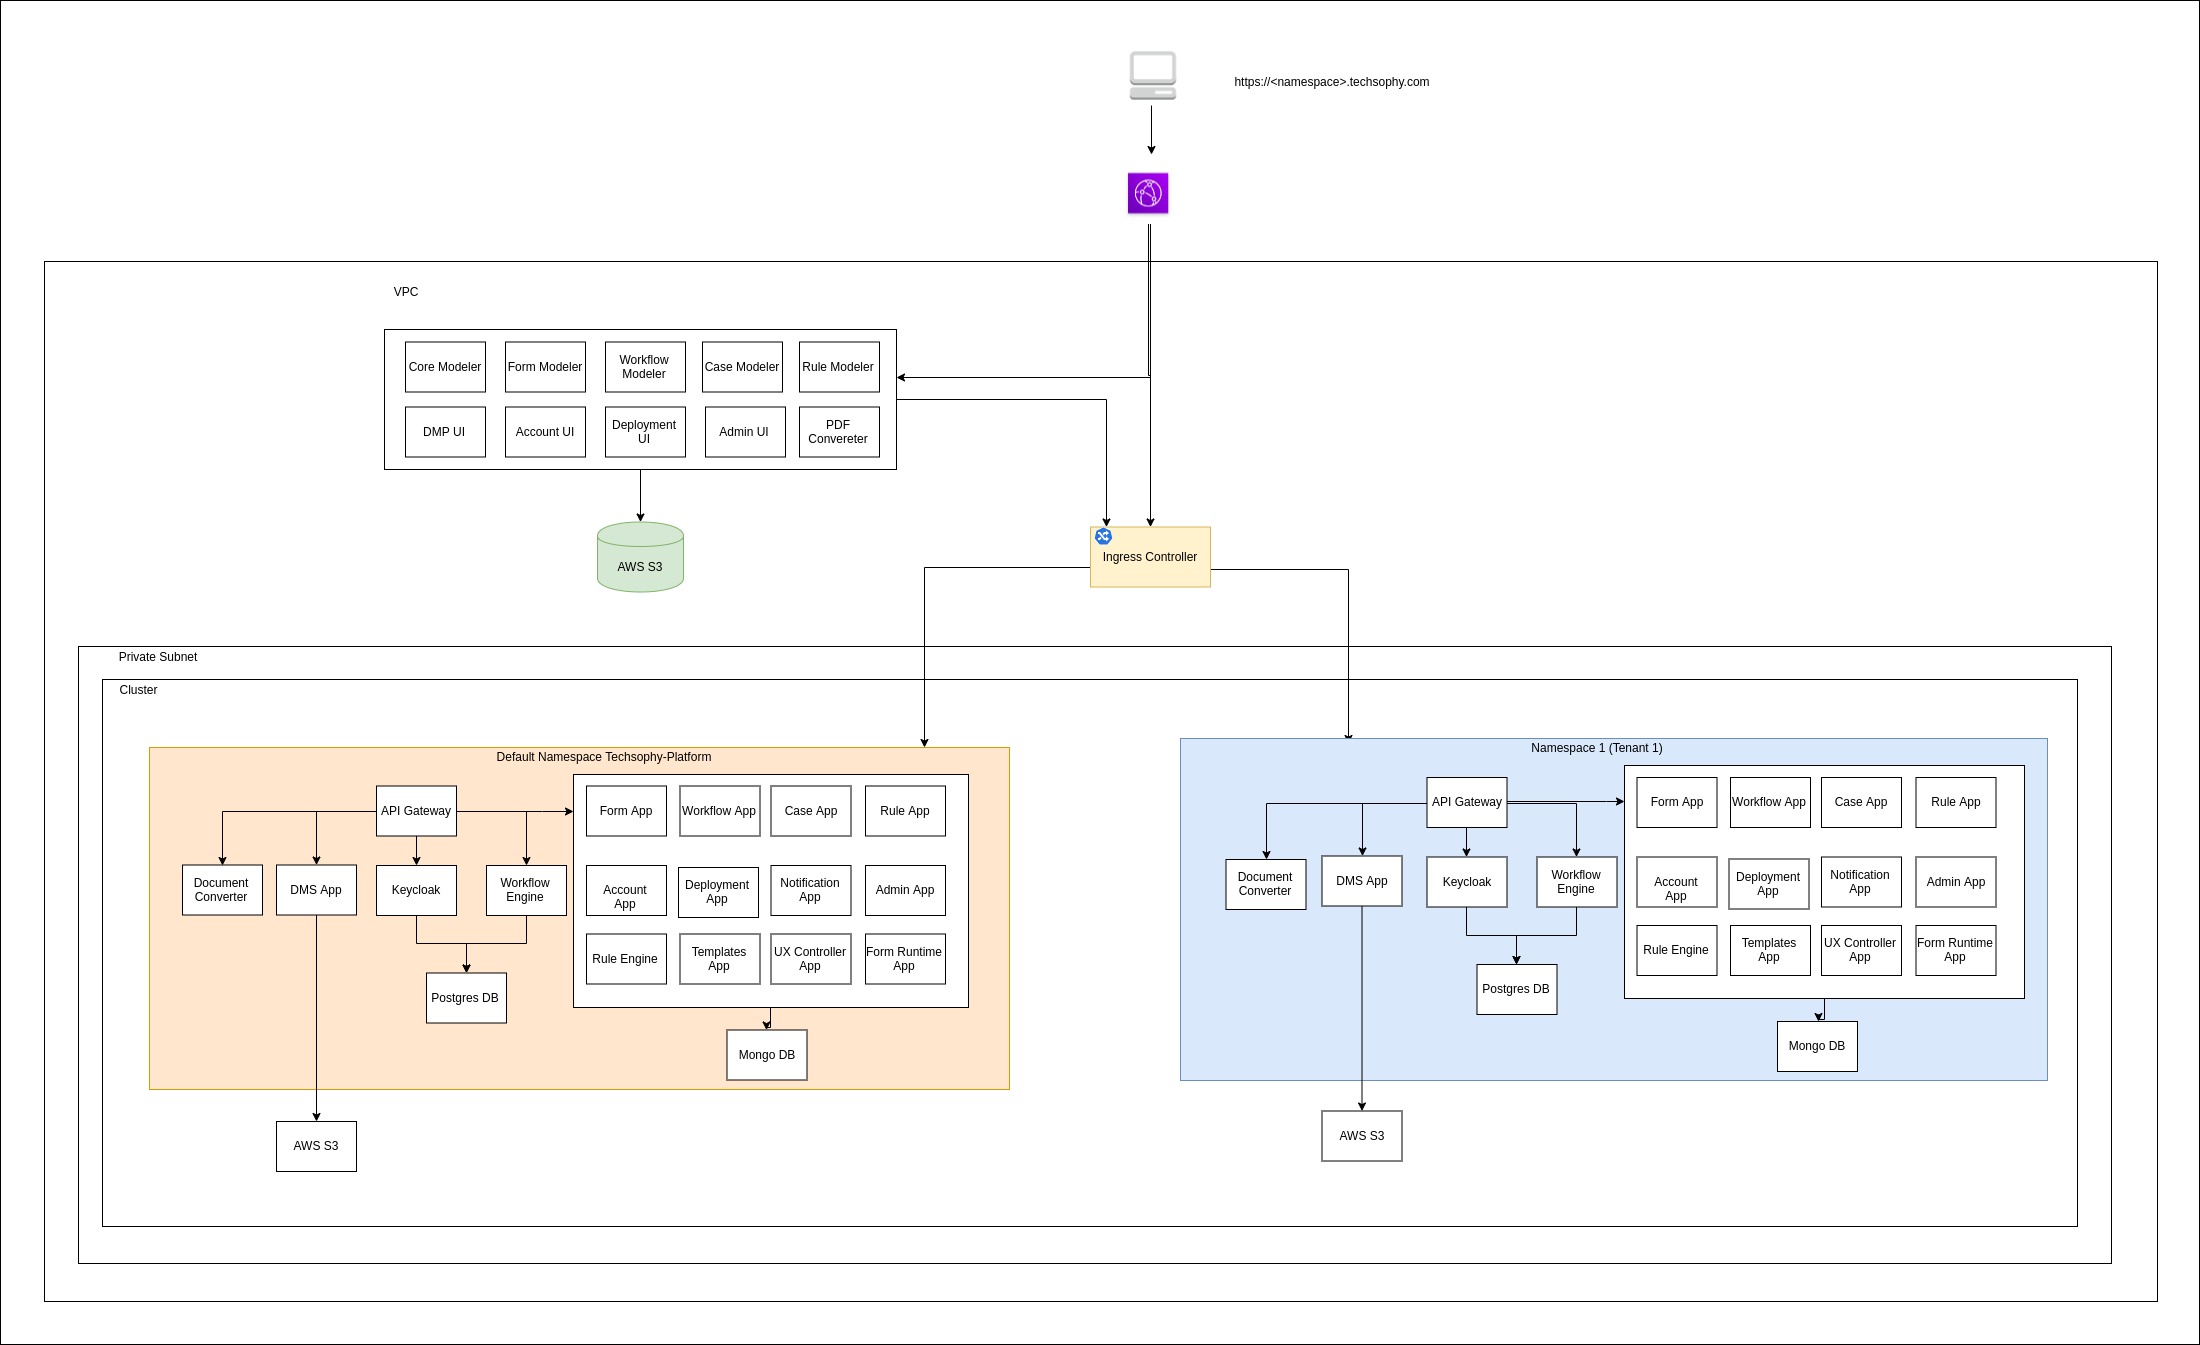 https://<namespace>.techsophy.com
VPC
Core Modeler
Form Modeler
Workflow
Modeler
Case Modeler
Rule Modeler
DMP UI
Account UI
Deployment
UI
Admin UI
PDF
Convereter
AWS S3
Ingress Controller
Private Subnet
Cluster
Default Namespace Techsophy-Platform
API Gateway
Document
Converter
DMS App
Keycloak
Workflow
Engine
Postgres DB
AWS S3
Form App
Workflow App
Case App
Rule App
Account
App
Deployment
App
Notification
App
Admin App
Rule Engine
Templates
App
UX Controller
App
Form Runtime
App
Mongo DB
Namespace 1 (Tenant 1)
API Gateway
Document
Converter
DMS App
Keycloak
Workflow
Engine
Postgres DB
AWS S3
Form App
Workflow App
Case App
Rule App
Account
App
Deployment
App
Notification
App
Admin App
Rule Engine
Templates
App
UX Controller
App
Form Runtime
App
Mongo DB